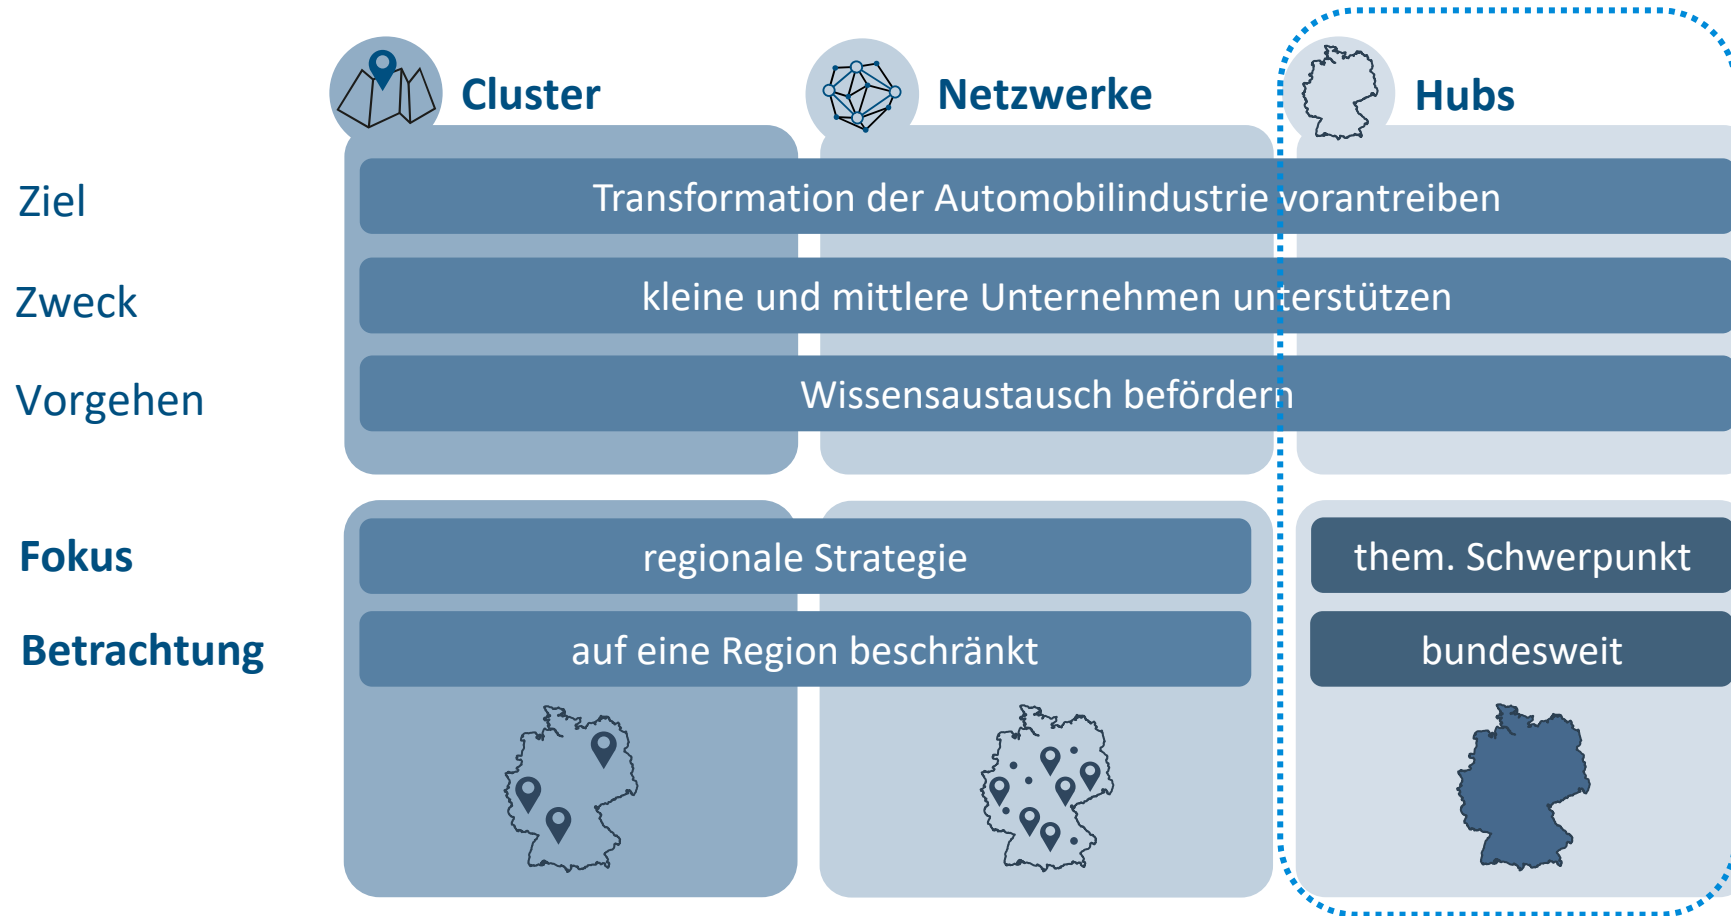 Cluster
Netzwerke
Hubs
Ziel
Transformation der Automobilindustrie vorantreiben
Zweck
kleine und mittlere Unternehmen unterstützen
Vorgehen
Wissensaustausch befördern
Fokus
regionale Strategie
them. Schwerpunkt
Betrachtung
auf eine Region beschränkt
bundesweit